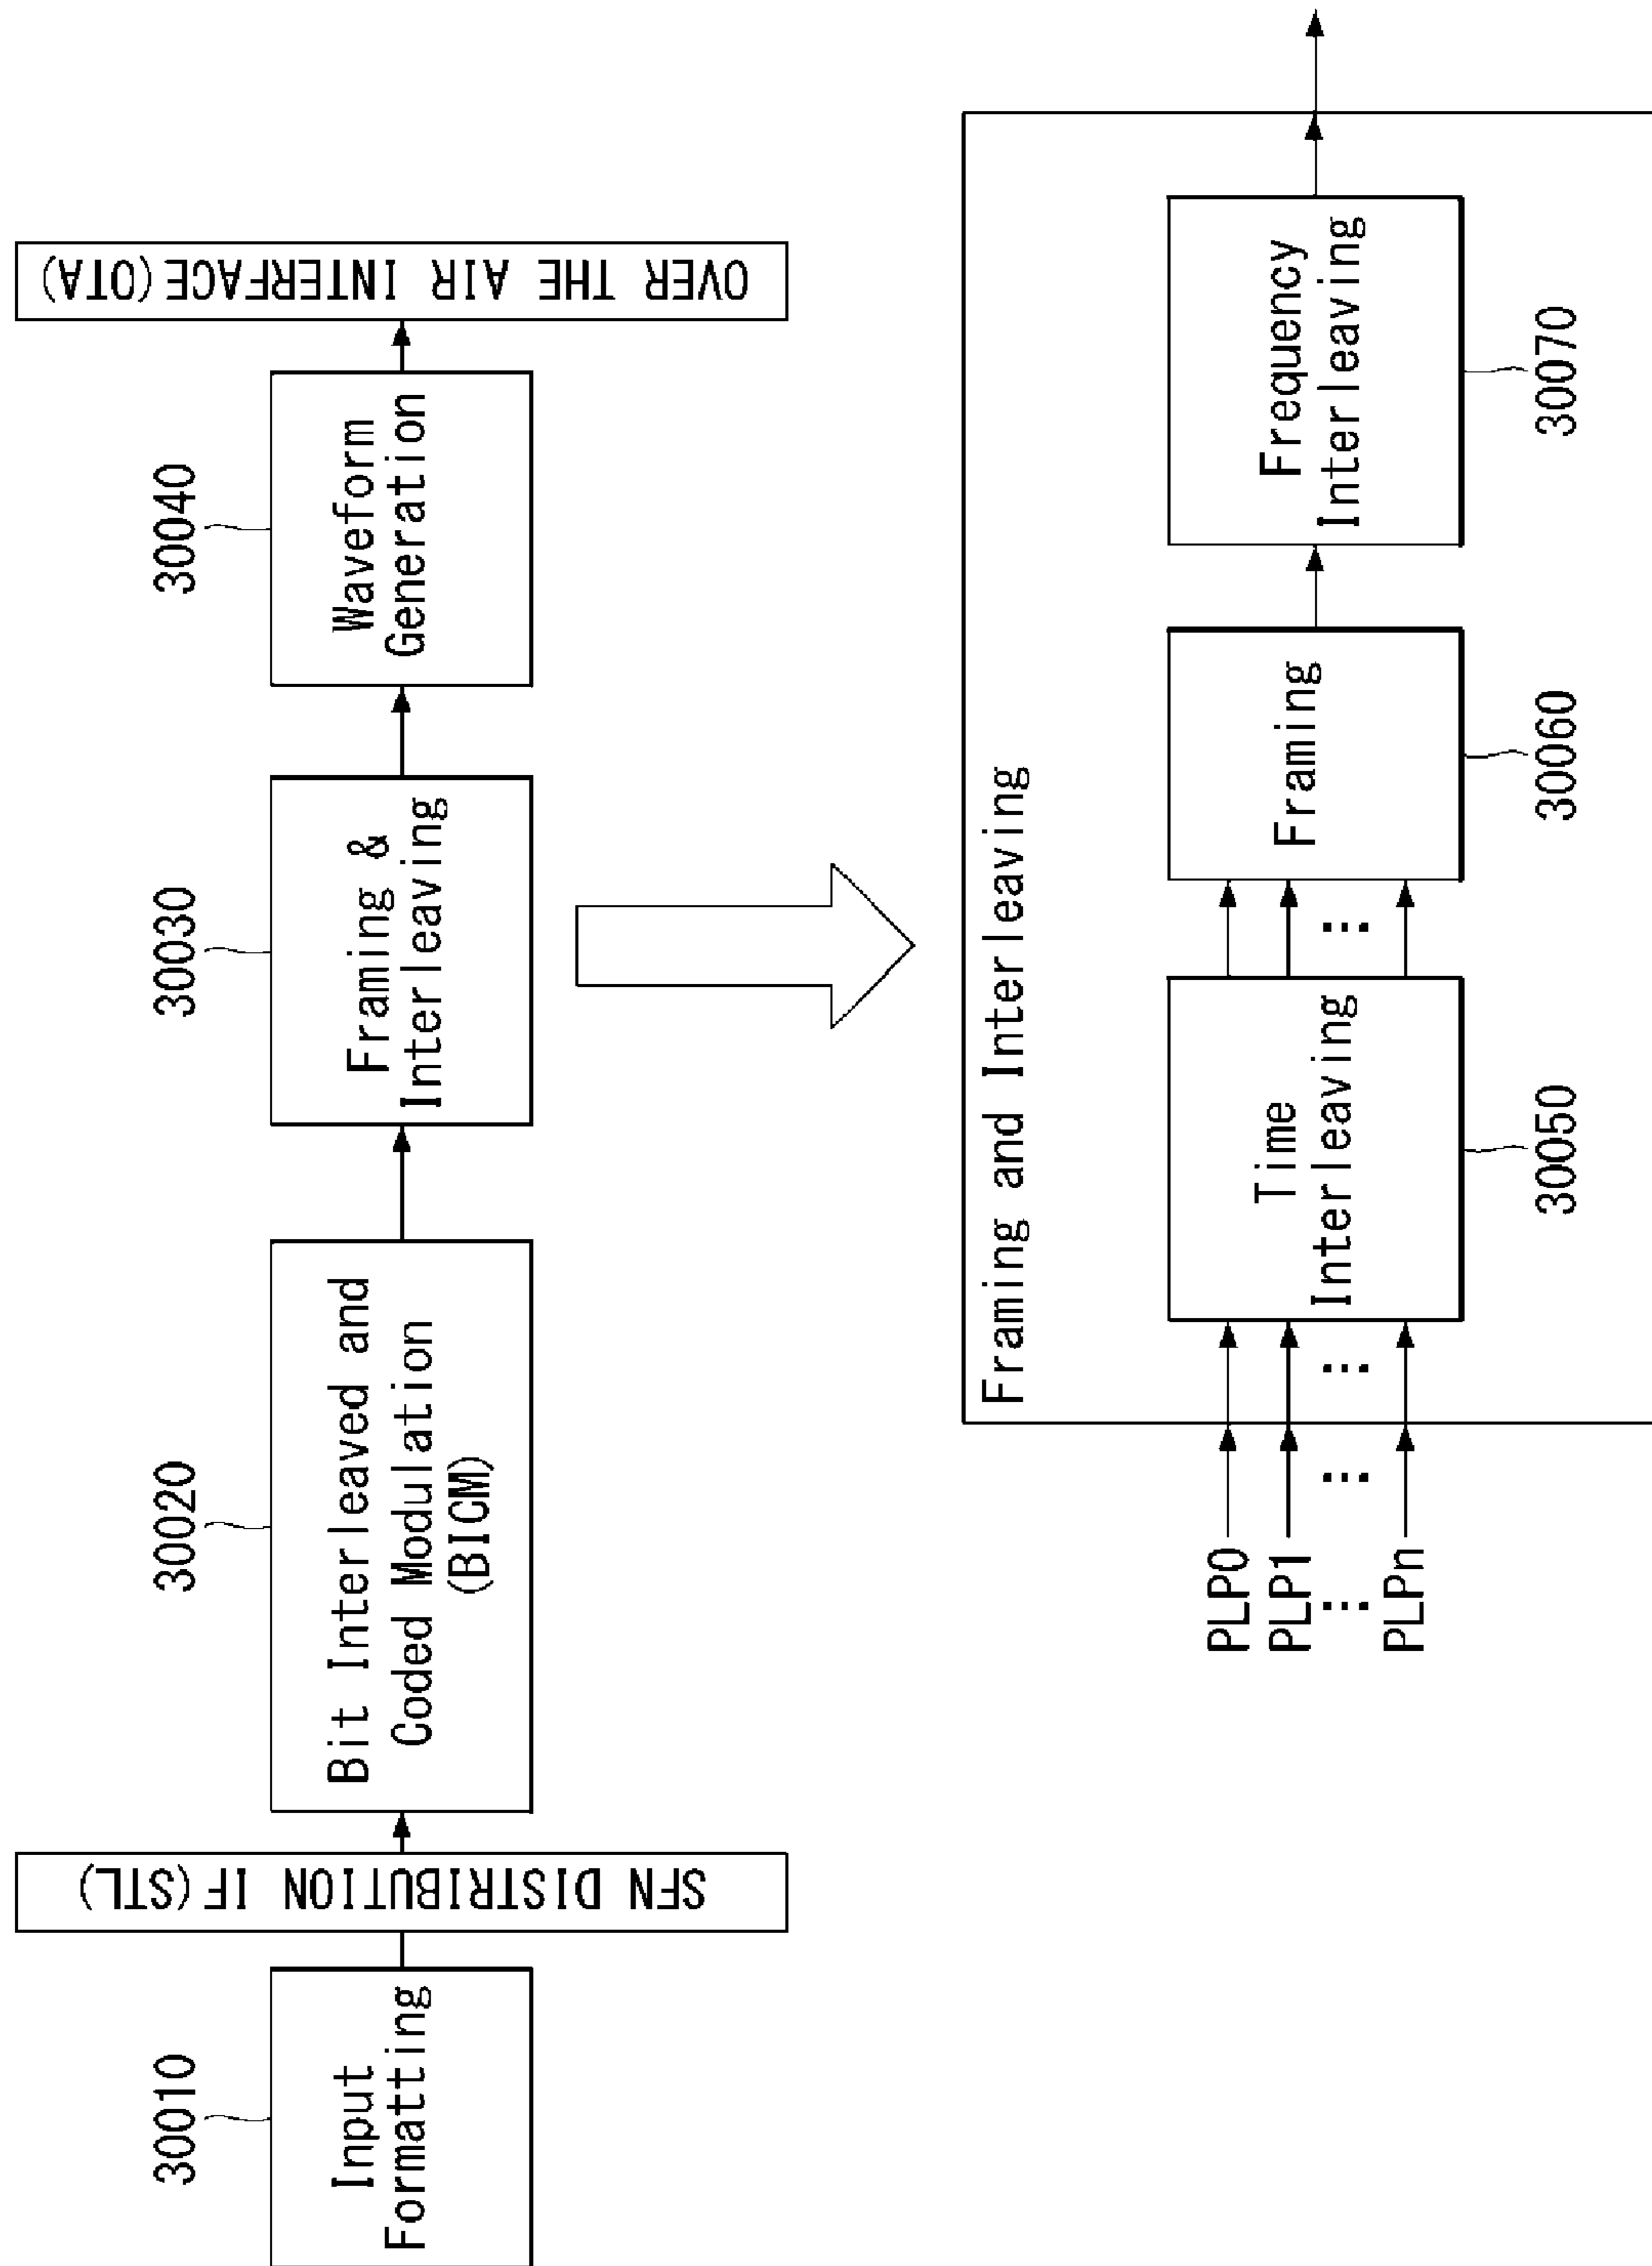 30010
Input
Formatting
SFN DISTRIBUTION IF(STL)
30020
Bit Interleaved and
Coded Modulation
(BICM)
30030
Framing &
Interleaving
30040
Waveform
Generation
OVER THE AIR INTERFACE(OTA)
Framing and Interleaving
PLP0
PLP1
PLPn
Time
Interleaving
30050
Framing
30060
Frequency
Interleaving
30070